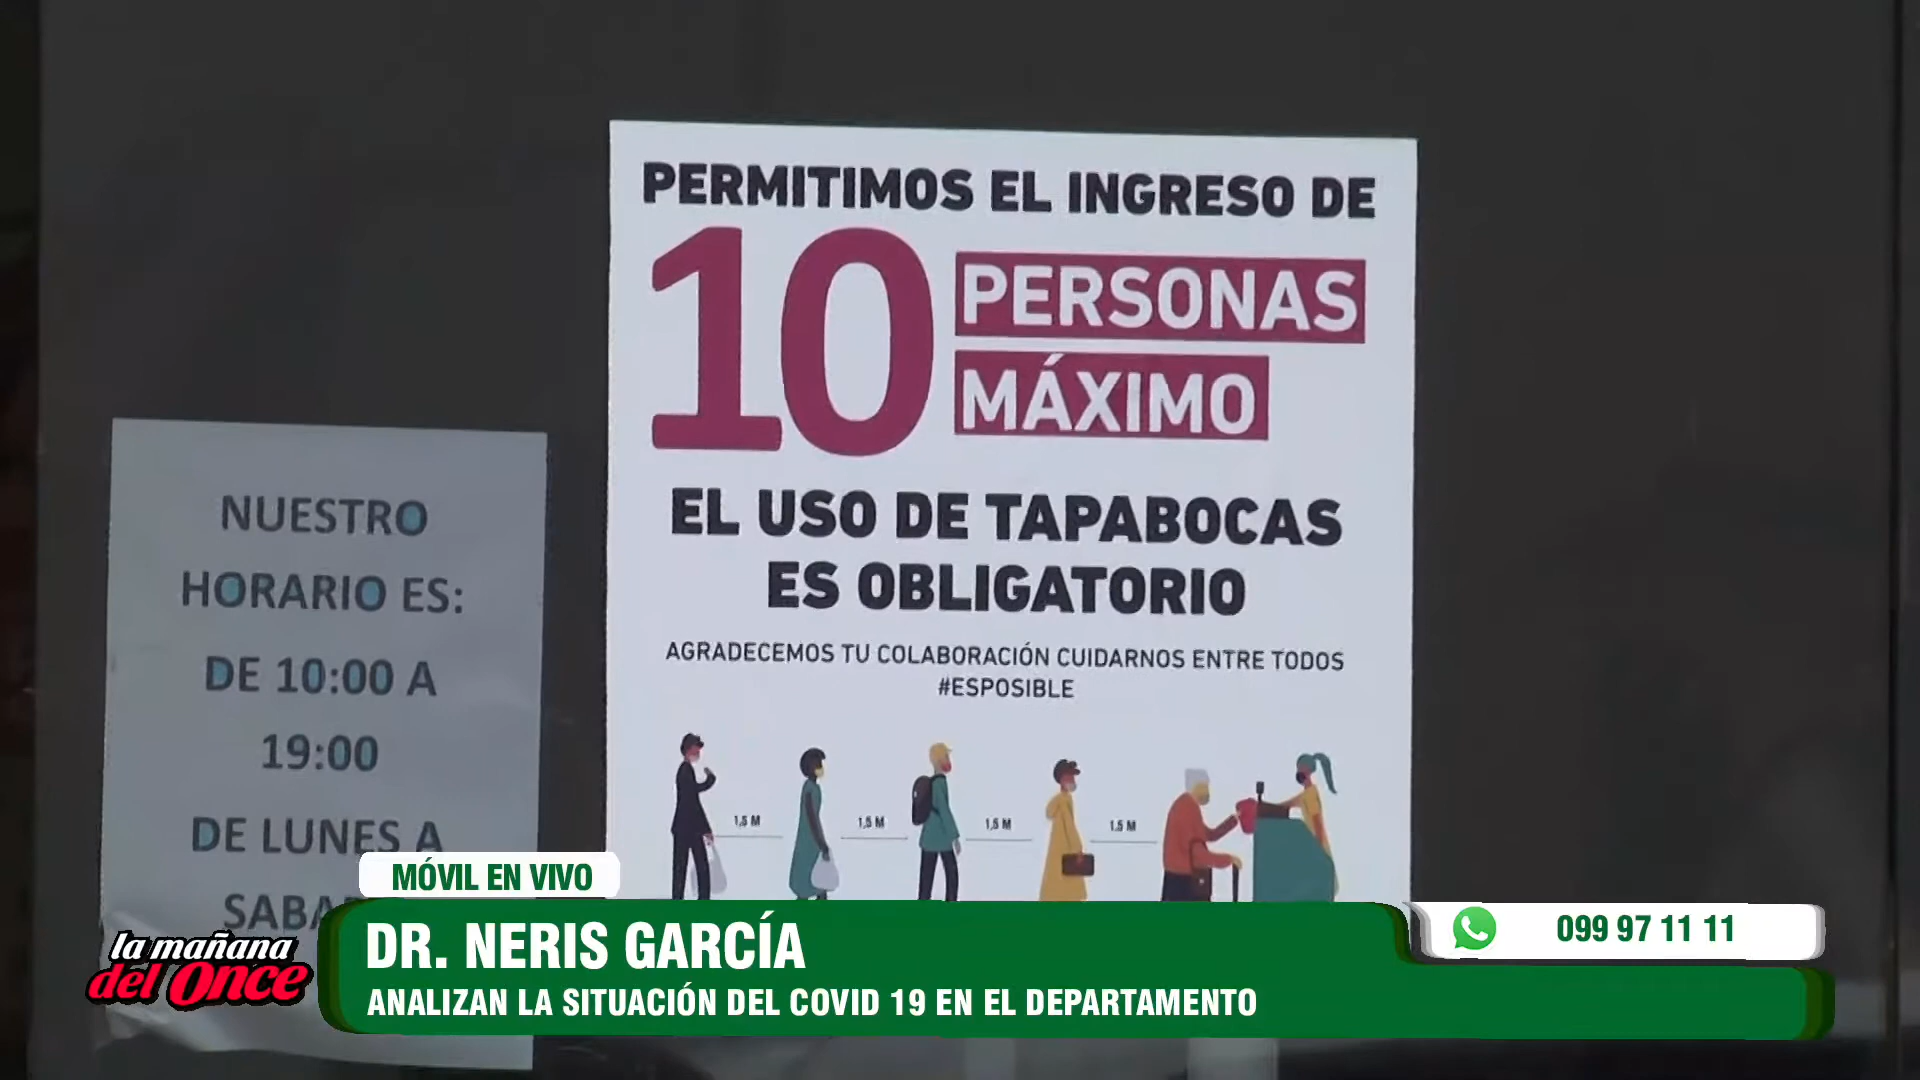 PERMITIMOS EL INGRESO DE
10 PERSONAS
MÁXIMO
EL USO DE TAPABOCAS
ES OBLIGATORIO
AGRADECEMOS TU COLABORACIÓN CUIDARNOS ENTRE TODOS
#ESPOSIBLE
1,5 M 1,5 M 1,5 M 1,5 M
NUESTRO
HORARIO ES:
DE 10:00 A
19:00
DE LUNES A
MÓVIL EN VIVO
la mañana
del Once
DR. NERIS GARCÍA
ANALIZAN LA SITUACIÓN DEL COVID 19 EN EL DEPARTAMENTO
099 97 11 11